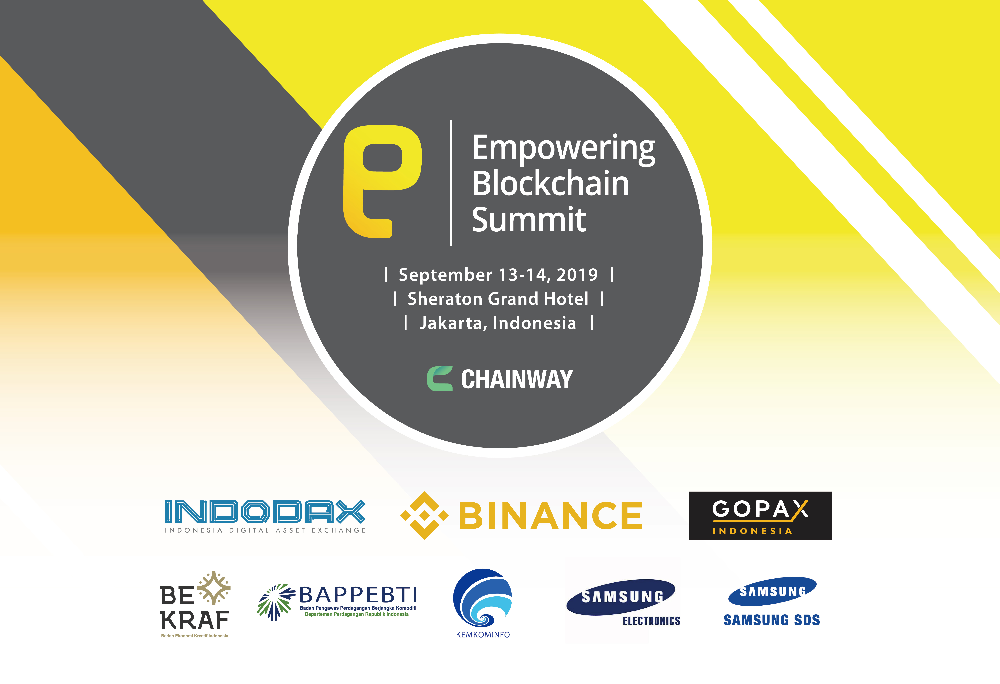 Empowering
Blockchain
Summit
| September 13-14, 2019 |
| Sheraton Grand Hotel |
| Jakarta, Indonesia |
CHAINWAY
INDODAX
INDONESIA DIGITAL ASSET EXCHANGE
BINANCE
GOPAX
INDONESIA
BE
KRAF
Badan Ekonomi Kreatif Indonesia
BAPPEBTI
Badan Pengawas Perdagangan Berjangka Komoditi
Departemen Perdagangan Republik Indonesia
KEMKOMINFO
SAMSUNG
ELECTRONICS
SAMSUNG
SAMSUNG SDS